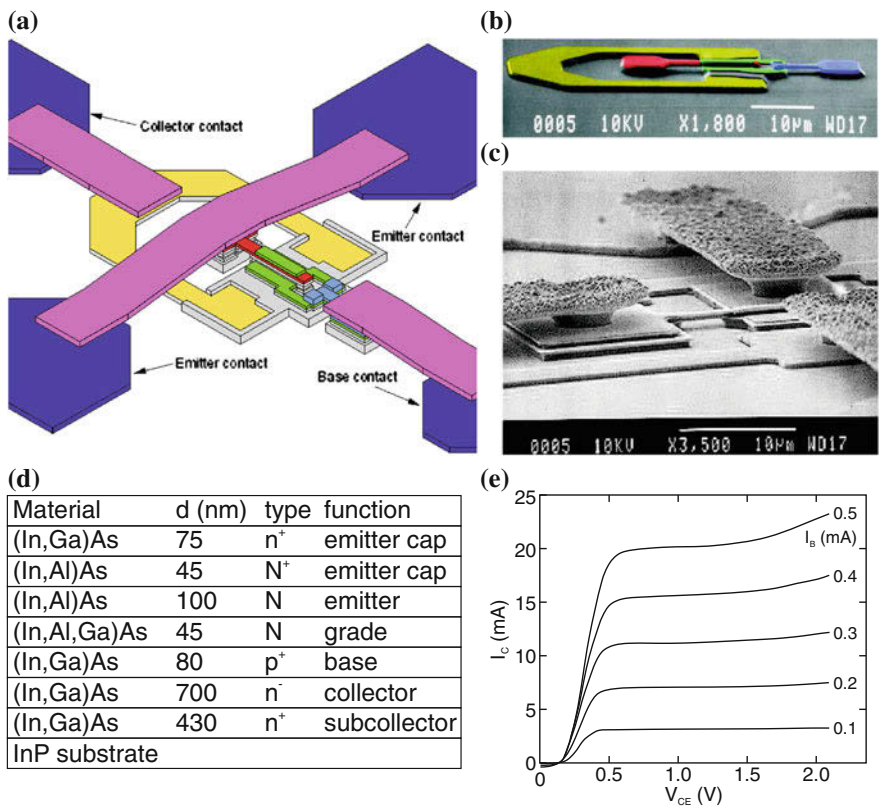 (a)
Collector contact
Emitter contact
Emitter contact
Base contact
(b)
0005 10KV X1,800 10μm WD17
(c)
0005 10KV X3,500 10μm WD17
(d)
Material d (nm) type function
(In,Ga)As 75 n⁺ emitter cap
(In,Al)As 45 N⁺ emitter cap
(In,Al)As 100 N emitter
(In,Al,Ga)As 45 N grade
(In,Ga)As 80 p⁺ base
(In,Ga)As 700 n⁻ collector
(In,Ga)As 430 n⁺ subcollector
InP substrate
(e)
25
20
15
10
5
0
I_C (mA)
0 0.5 1.0 1.5 2.0
V_CE (V)
0.5
I_B (mA)
0.4
0.3
0.2
0.1